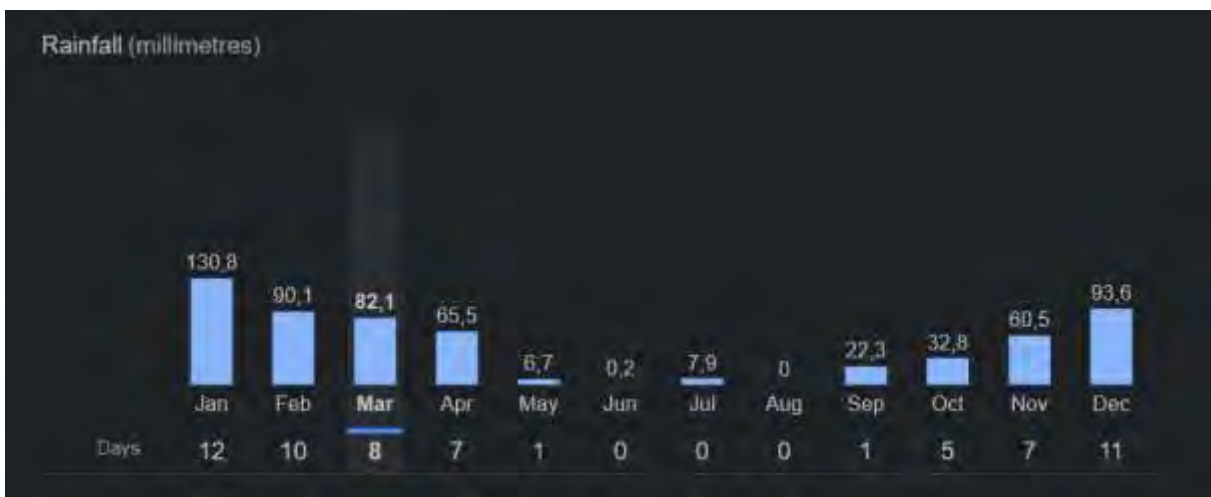 Rainfall (millimetres)
130,8 90,1 82,1 65,5 6,7 0,2 7,9 0 22,3 32,8 60,5 93,6
Jan Feb Mar Apr May Jun Jul Aug Sep Oct Nov Dec
Days 12 10 8 7 1 0 0 0 1 5 7 11